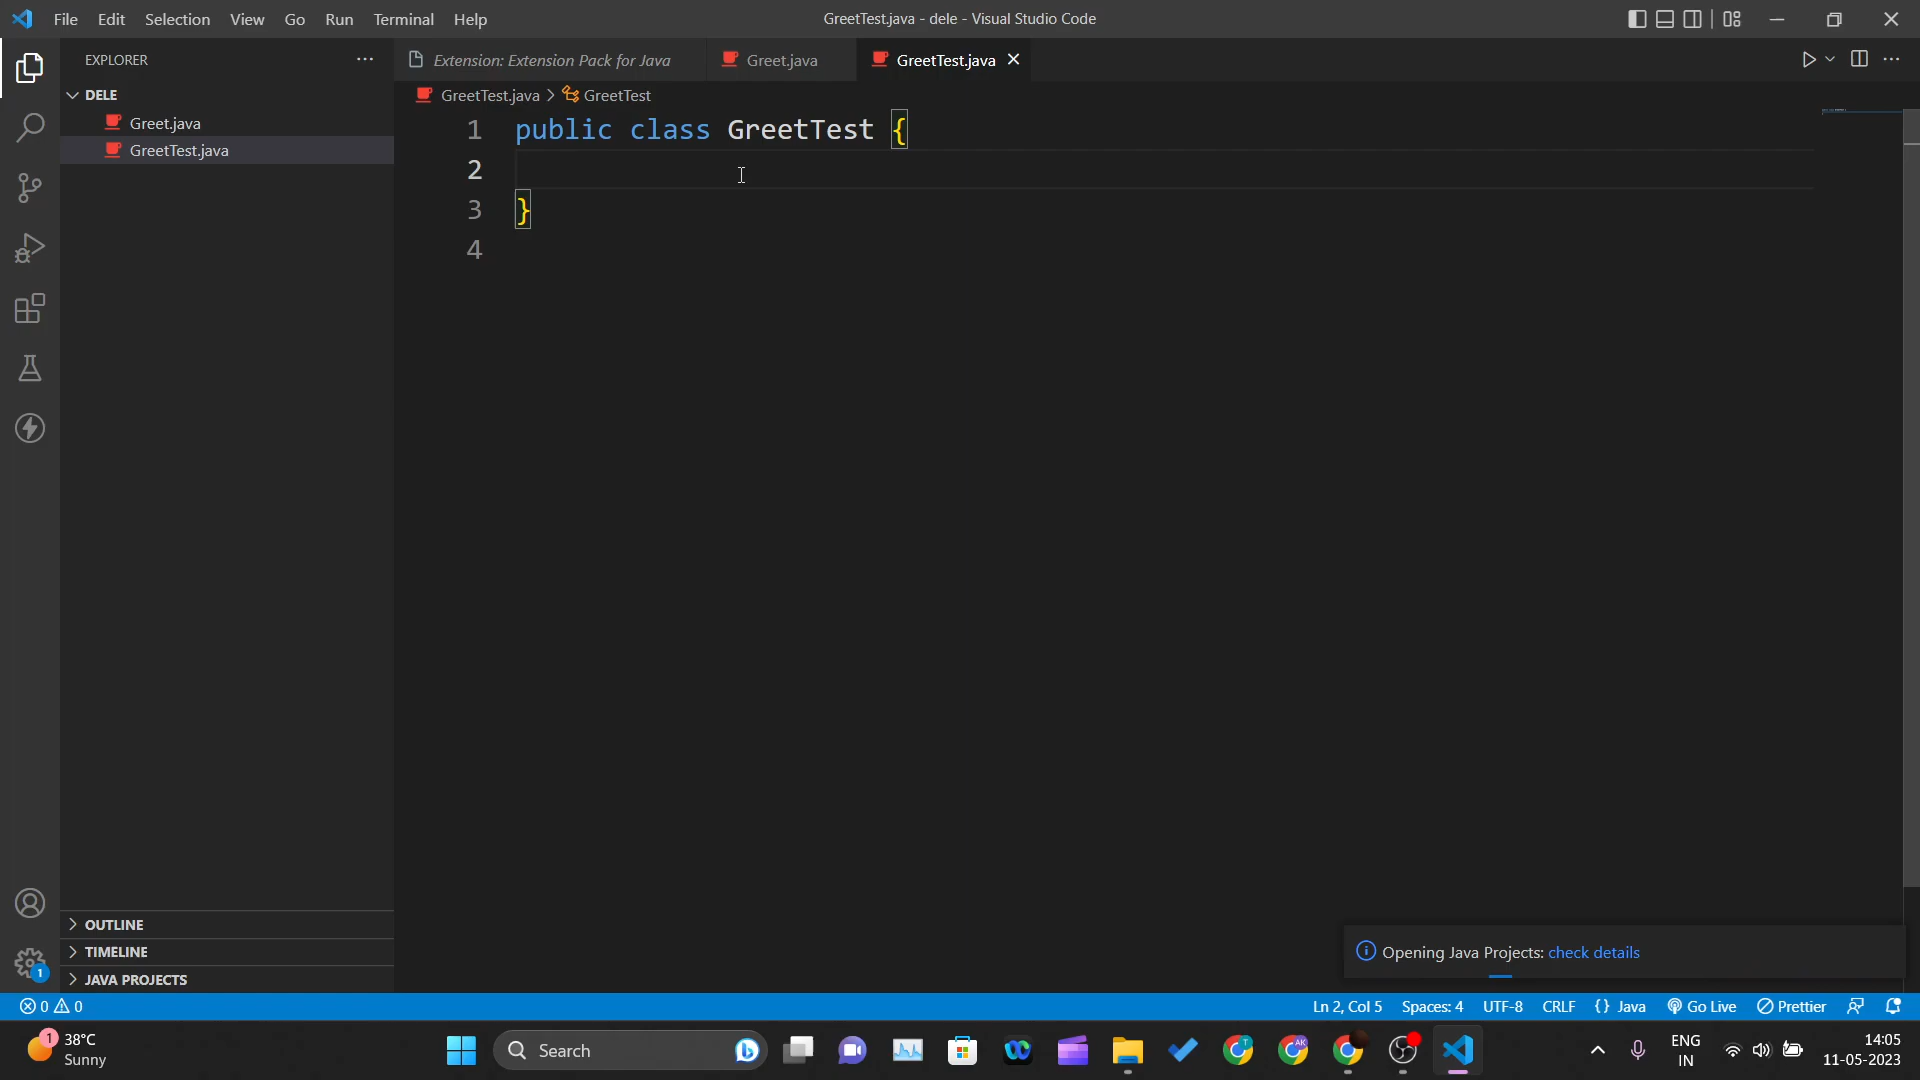 File Edit Selection View Go Run Terminal Help
GreetTest.java - dele - Visual Studio Code
EXPLORER
Extension: Extension Pack for Java
Greet.java
GreetTest.java
DELE
GreetTest.java > GreetTest
Greet.java
GreetTest.java
1 public class GreetTest {
2
3 }
4
OUTLINE
TIMELINE
JAVA PROJECTS
Opening Java Projects: check details
1
0 0
Ln 2, Col 5 Spaces: 4 UTF-8 CRLF {} Java Go Live Prettier
1
38°C
Sunny
Search
T
AK
ENG
IN
14:05
11-05-2023